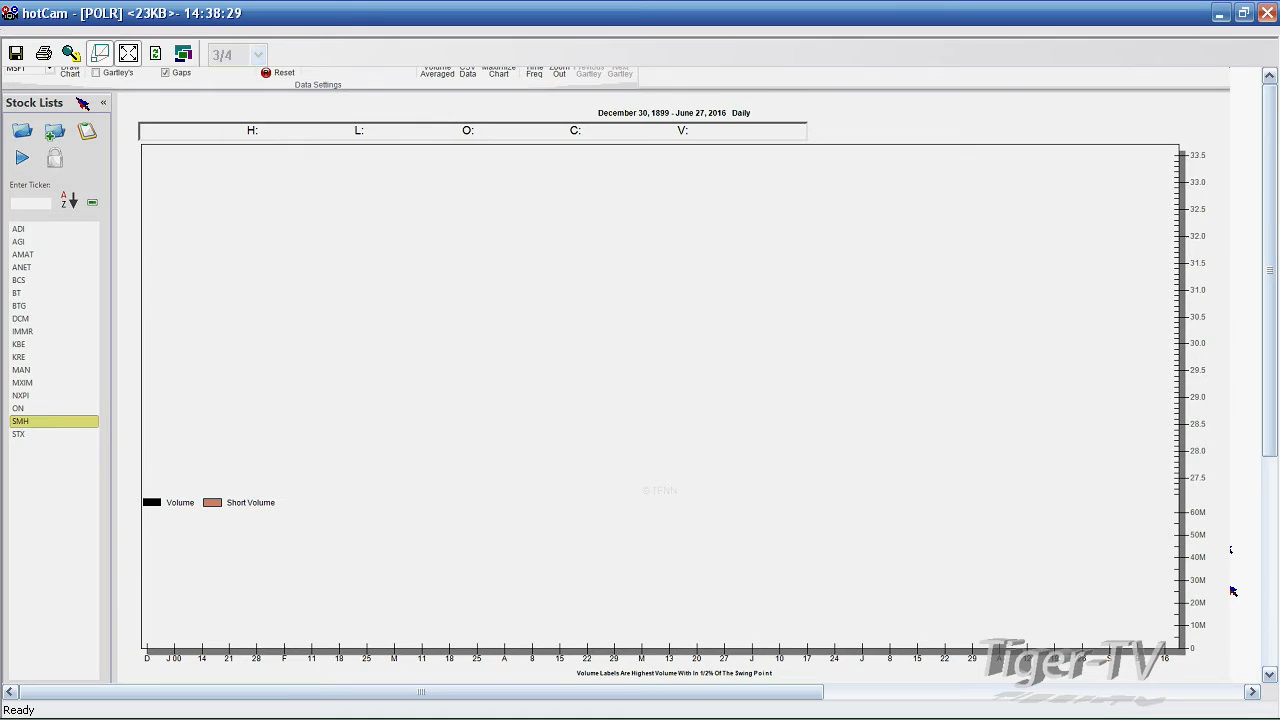 hotCam - [POLR] <23KB>- 14:38:29
3/4
MSFT Draw Chart Gartley's Gaps Reset Volume Averaged CSV Data Maximize Chart Time Freq Zoom Out Previous Gartley Next Gartley
Data Settings
Stock Lists «
December 30, 1899 - June 27, 2016 Daily
H: L: O: C: V:
Enter Ticker:
A
Z
ADI
AGI
AMAT
ANET
BCS
BT
BTG
DCM
IMMR
KBE
KRE
MAN
MXIM
NXPI
ON
SMH
STX
33.5
33.0
32.5
32.0
31.5
31.0
30.5
30.0
29.5
29.0
28.5
28.0
27.5
© TFNN
Volume Short Volume
60M
50M
40M
30M
20M
10M
0
D J 00 14 21 28 F 11 18 25 M 11 18 25 A 8 15 22 29 M 13 20 27 J 10 17 24 J 8 15 22 29 16
Volume Labels Are Highest Volume With In 1/2% Of The Swing Point
Tiger-TV
Ready